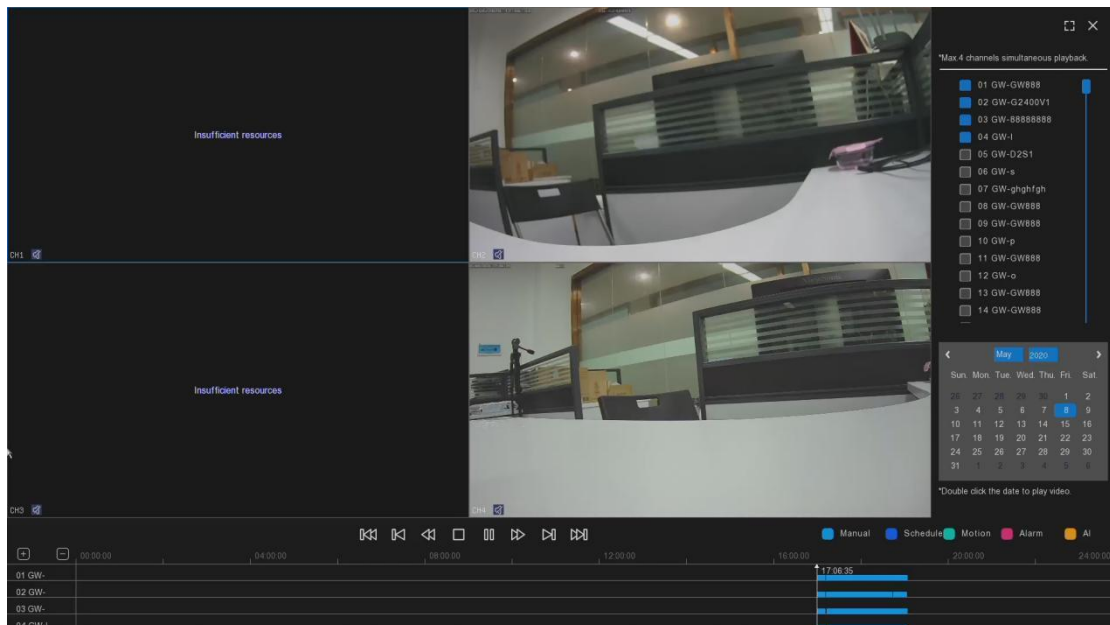 *Max.4 channels simultaneous playback.
01 GW-GW888
02 GW-G2400V1
03 GW-88888888
04 GW-I
05 GW-D2S1
06 GW-s
07 GW-ghghfgh
08 GW-GW888
09 GW-GW888
10 GW-p
11 GW-GW888
12 GW-o
13 GW-GW888
14 GW-GW888
Insufficient resources
CH1
CH2
Insufficient resources
CH3
CH4
May 2020
Sun. Mon. Tue. Wed. Thu. Fri. Sat.
26 27 28 29 30 1 2
3 4 5 6 7 8 9
10 11 12 13 14 15 16
17 18 19 20 21 22 23
24 25 26 27 28 29 30
31 1 2 3 4 5 6
*Double click the date to play video.
Manual Schedule Motion Alarm AI
00:00:00 04:00:00 08:00:00 12:00:00 16:00:00 20:00:00 24:00:00
17:06:35
01 GW-
02 GW-
03 GW-